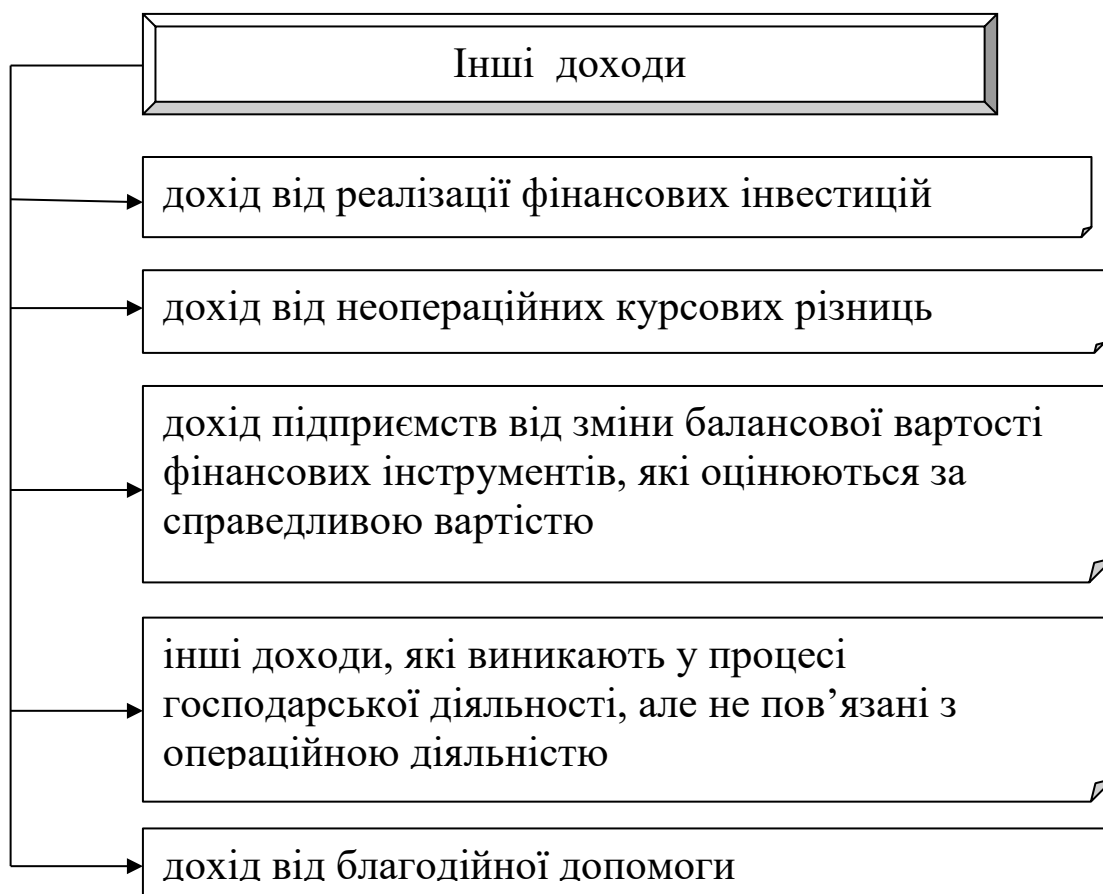 Інші доходи
дохід від реалізації фінансових інвестицій
дохід від неопераційних курсових різниць
дохід підприємств від зміни балансової вартості
фінансових інструментів, які оцінюються за
справедливою вартістю
інші доходи, які виникають у процесі
господарської діяльності, але не пов’язані з
операційною діяльністю
дохід від благодійної допомоги